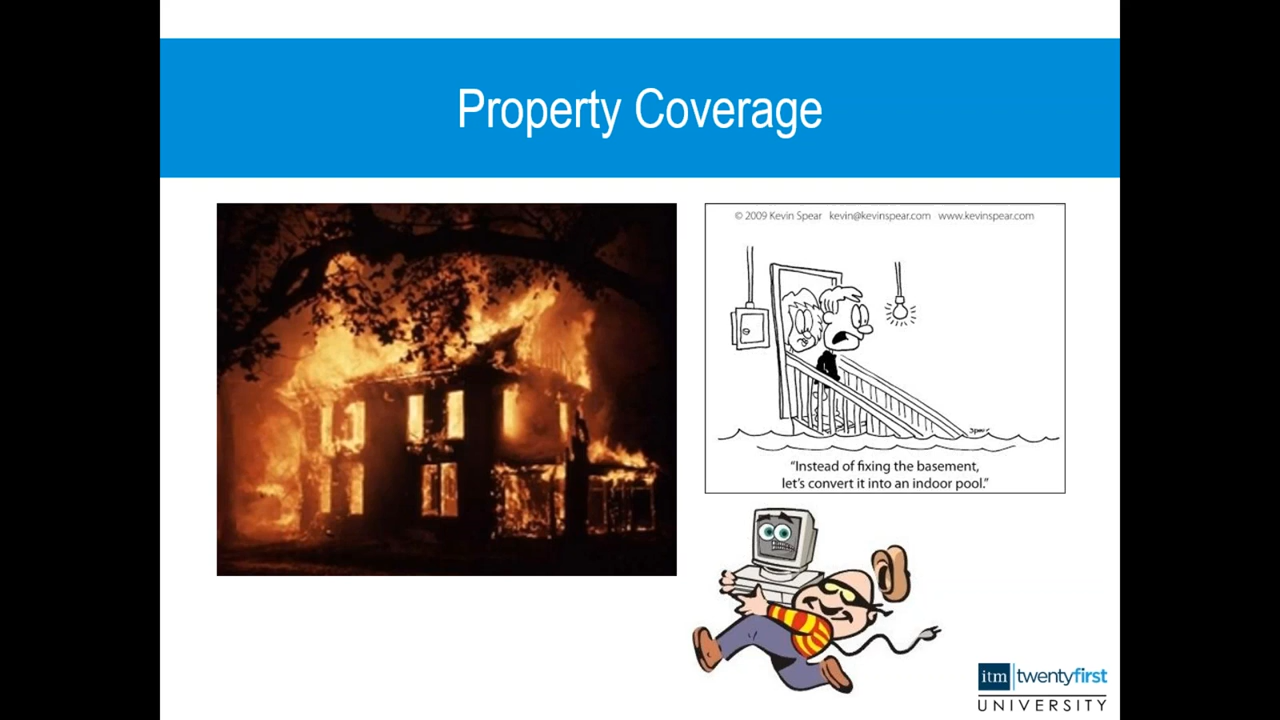 Property Coverage
© 2009 Kevin Spear kevin@kevinspear.com www.kevinspear.com
Spear
“Instead of fixing the basement,
let’s convert it into an indoor pool.”
itm twentyfirst
UNIVERSITY